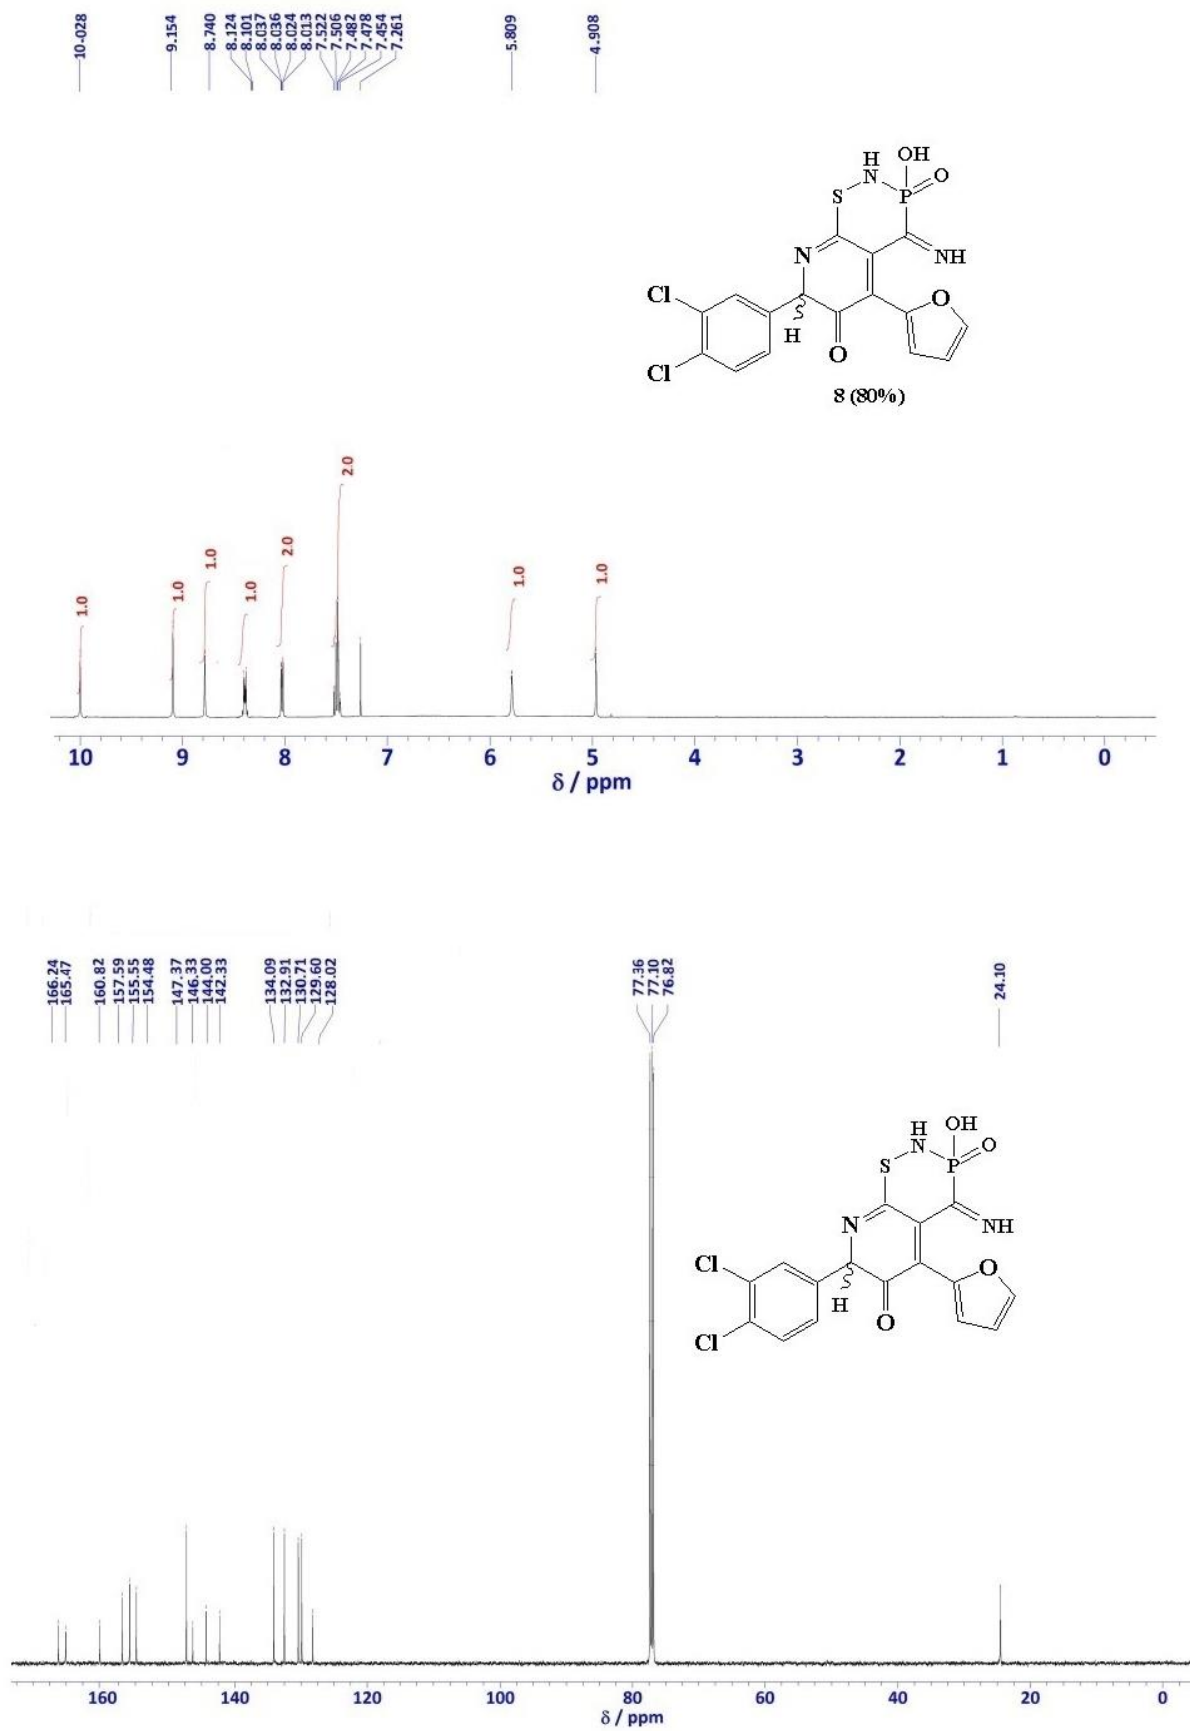 10-028
9.154
8.740
8.124
8.101
8.037
8.036
8.024
8.013
7.522
7.506
7.482
7.478
7.454
7.261
5.809
4.908
H
N
OH
S
P
O
N
NH
Cl
O
H
O
Cl
8 (80%)
1.0
1.0
1.0
1.0
2.0
2.0
1.0
1.0
10 9 8 7 6 5 4 3 2 1 0
δ / ppm
166.24
165.47
160.82
157.59
155.55
154.48
147.37
146.33
144.00
142.33
134.09
132.91
130.71
129.60
128.02
77.36
77.10
76.82
24.10
H
N
OH
S
P
O
N
NH
Cl
O
H
O
Cl
160 140 120 100 80 60 40 20 0
δ / ppm